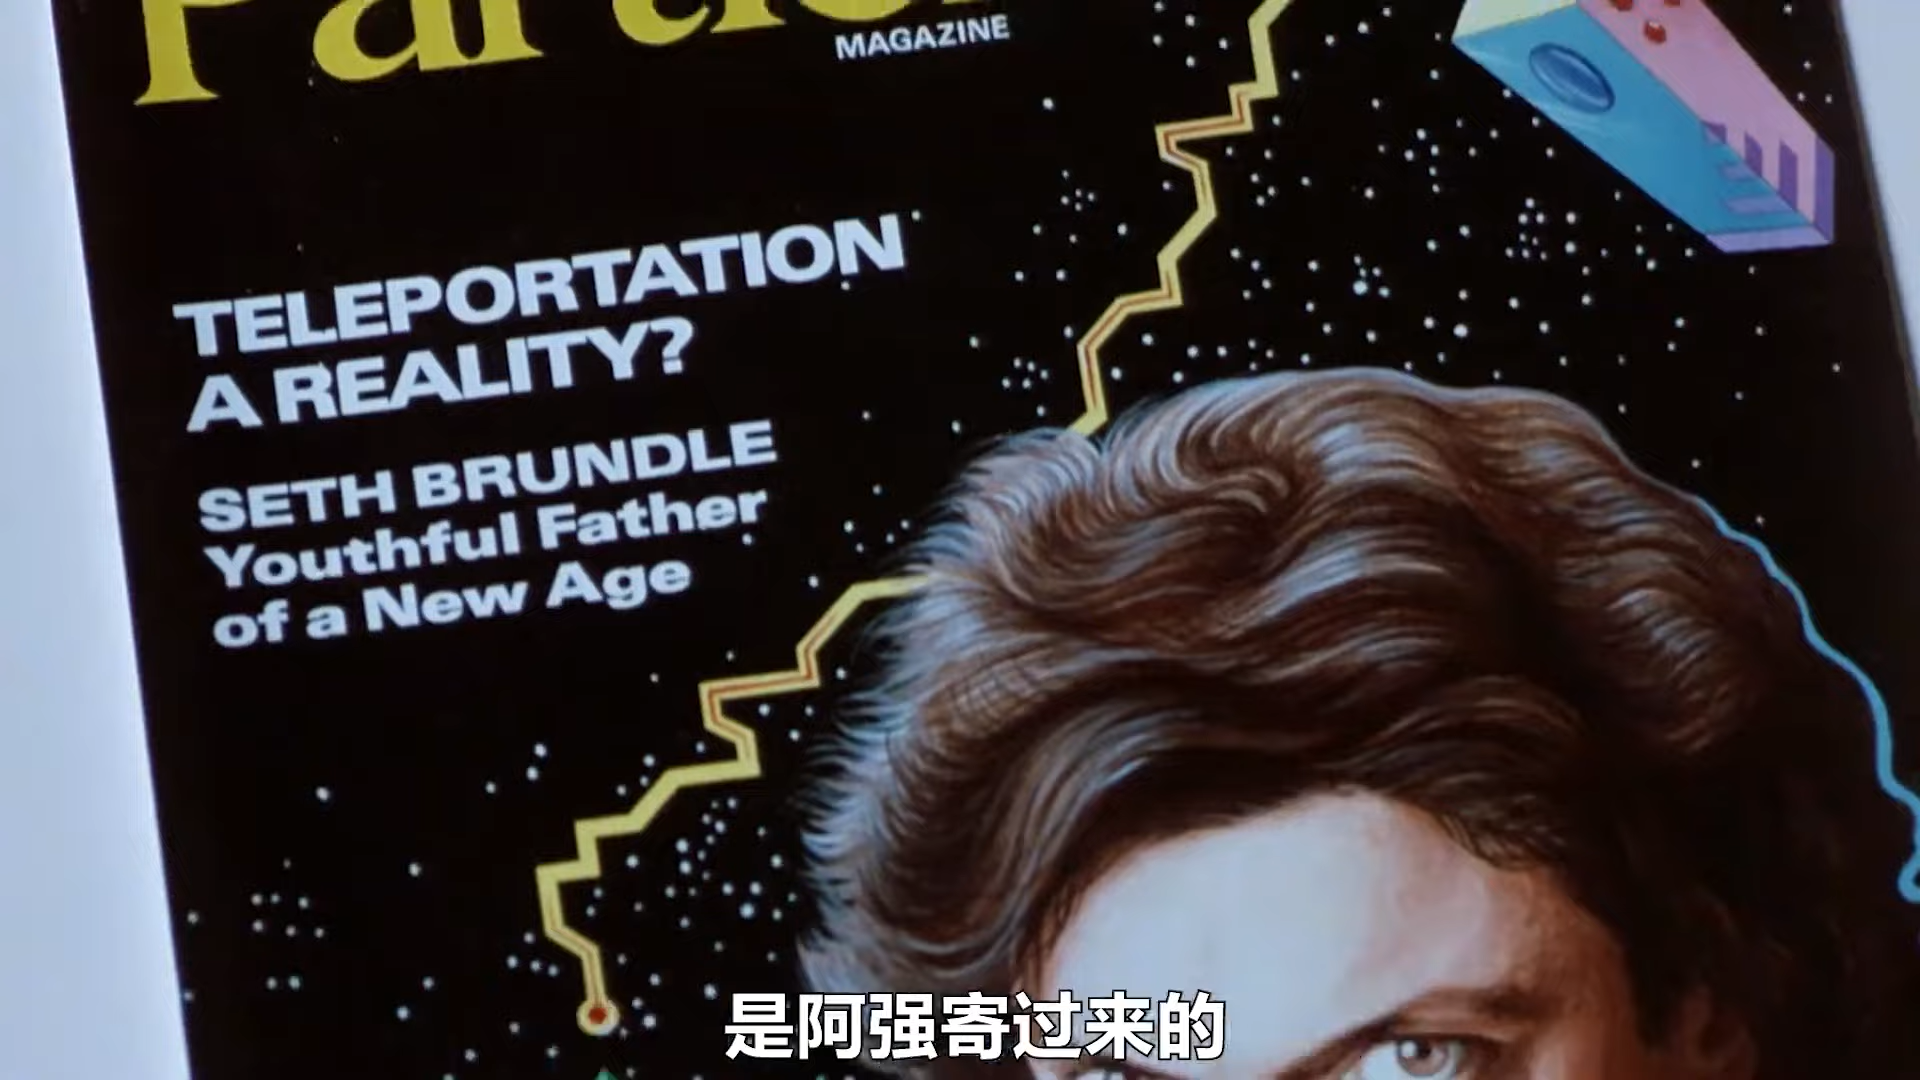 MAGAZINE
TELEPORTATION
A REALITY?
SETH BRUNDLE
Youthful Father
of a New Age
是阿强寄过来的